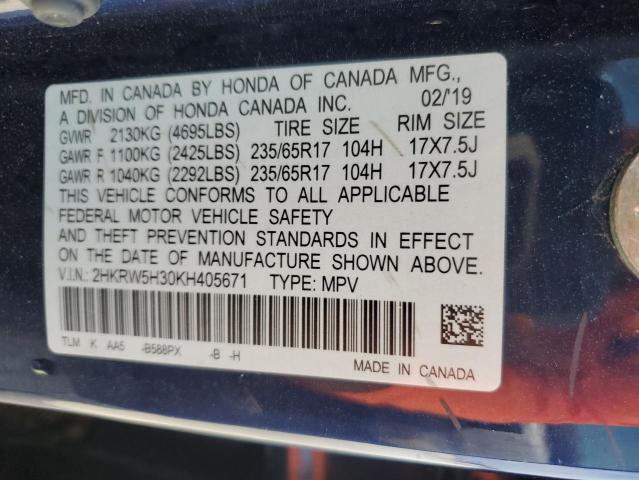 MFD. IN CANADA BY HONDA OF CANADA MFG.,
A DIVISION OF HONDA CANADA INC. 02/'19
GVWR 2130KG (4695LBS) TIRE SIZE RIM SIZE
GAWR F 1100KG (2425LBS) 235/65R17 104H 17X7.5J
GAWR R 1040KG (2292LBS) 235/65R17 104H 17X7.5J
THIS VEHICLE CONFORMS TO ALL APPLICABLE
FEDERAL MOTOR VEHICLE SAFETY
AND THEFT PREVENTION STANDARDS IN EFFECT
ON THE DATE OF MANUFACTURE SHOWN ABOVE.
V.I.N.: 2HKRW5H30KH405671 TYPE: MPV
TLM K AA5 -B588PX -B -H
MADE IN CANADA